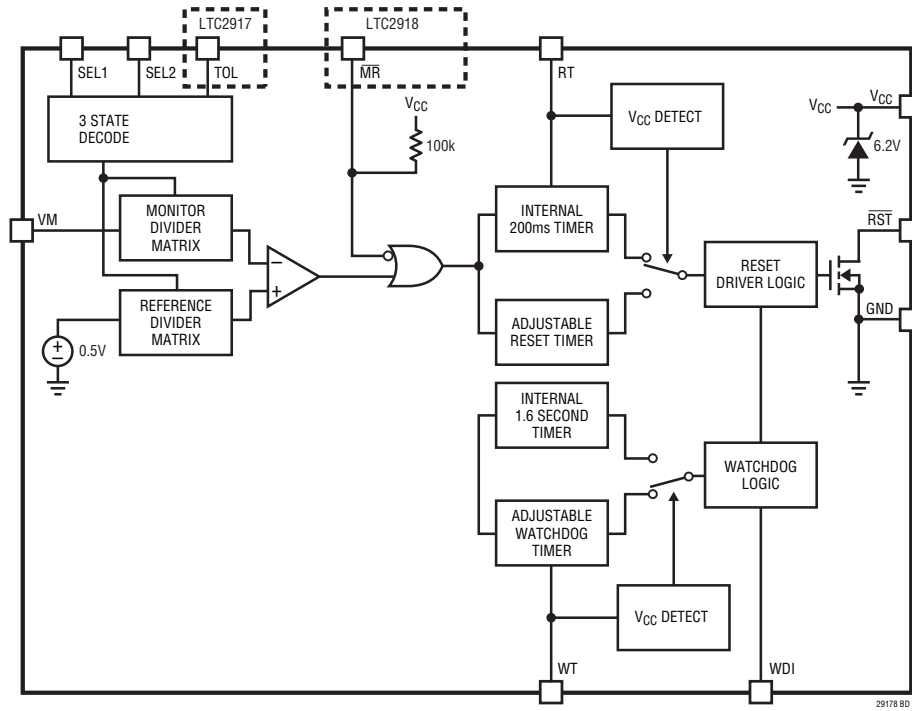 LTC2917
LTC2918
SEL1
SEL2
TOL
M̅R̅
RT
3 STATE
DECODE
VCC
100k
VCC DETECT
VCC
VCC
6.2V
VM
MONITOR
DIVIDER
MATRIX
INTERNAL
200ms TIMER
R̅S̅T̅
–
+
REFERENCE
DIVIDER
MATRIX
RESET
DRIVER LOGIC
GND
+
–
0.5V
ADJUSTABLE
RESET TIMER
INTERNAL
1.6 SECOND
TIMER
WATCHDOG
LOGIC
ADJUSTABLE
WATCHDOG
TIMER
VCC DETECT
WT
WDI
29178 BD